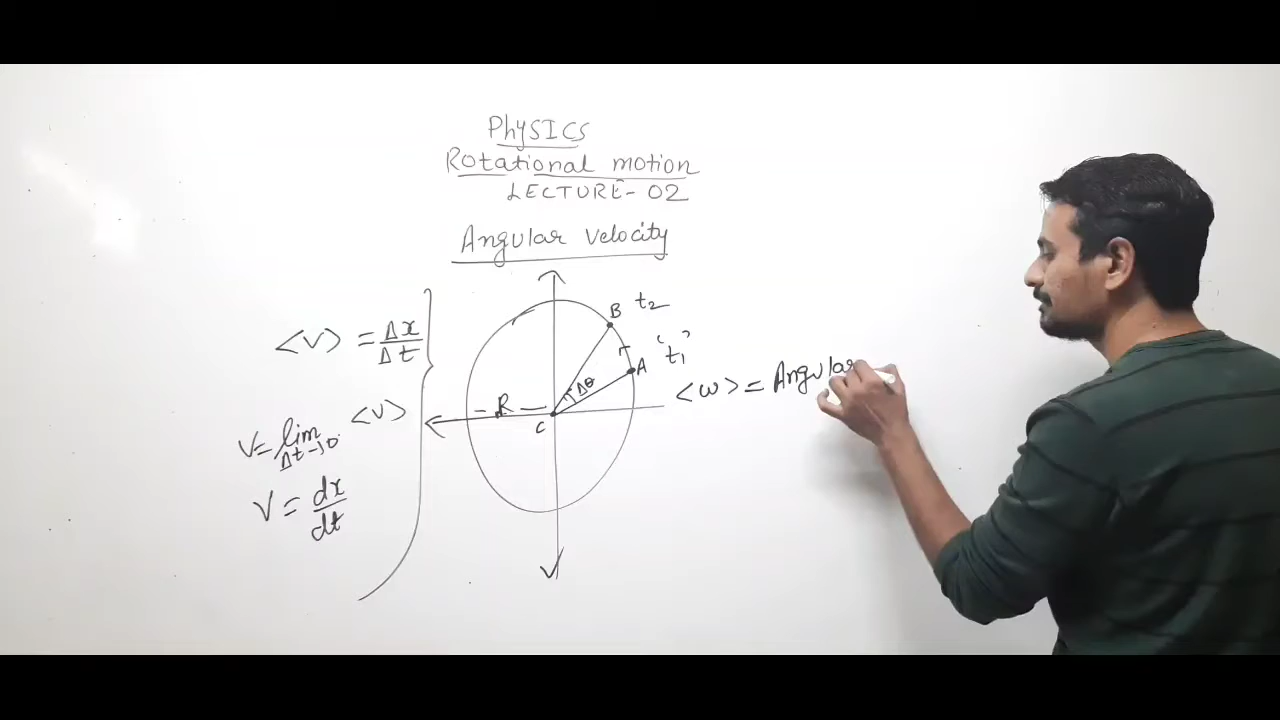 PHYSICS
Rotational motion
LECTURE- 02
Angular velocity
<v> = Δx/Δt
v= lim Δt→0 <v>
v = dx/dt
B t₂
A 't₁'
Δθ
R
C
<ω> = Angular